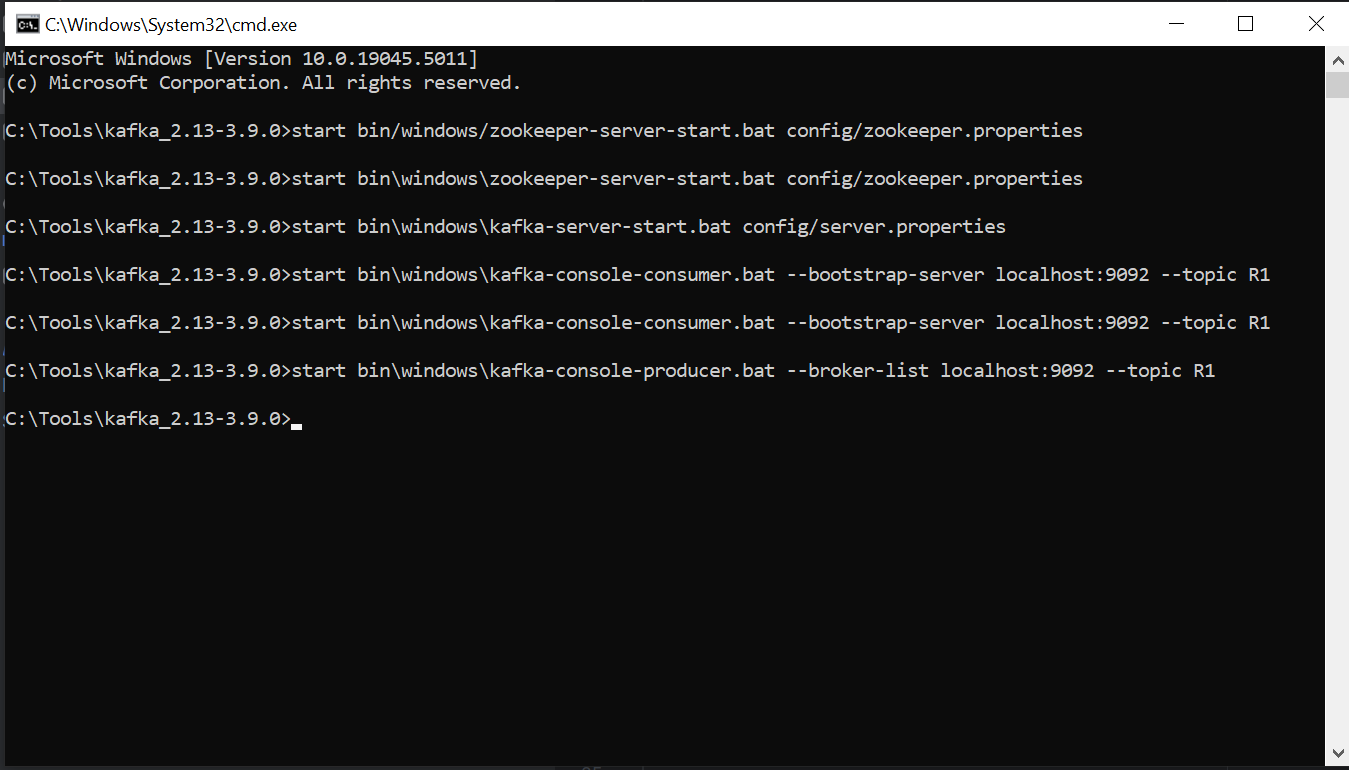 C:\Windows\System32\cmd.exe
Microsoft Windows [Version 10.0.19045.5011]
(c) Microsoft Corporation. All rights reserved.
C:\Tools\kafka_2.13-3.9.0>start bin/windows/zookeeper-server-start.bat config/zookeeper.properties
C:\Tools\kafka_2.13-3.9.0>start bin\windows\zookeeper-server-start.bat config/zookeeper.properties
C:\Tools\kafka_2.13-3.9.0>start bin\windows\kafka-server-start.bat config/server.properties
C:\Tools\kafka_2.13-3.9.0>start bin\windows\kafka-console-consumer.bat --bootstrap-server localhost:9092 --topic R1
C:\Tools\kafka_2.13-3.9.0>start bin\windows\kafka-console-consumer.bat --bootstrap-server localhost:9092 --topic R1
C:\Tools\kafka_2.13-3.9.0>start bin\windows\kafka-console-producer.bat --broker-list localhost:9092 --topic R1
C:\Tools\kafka_2.13-3.9.0>